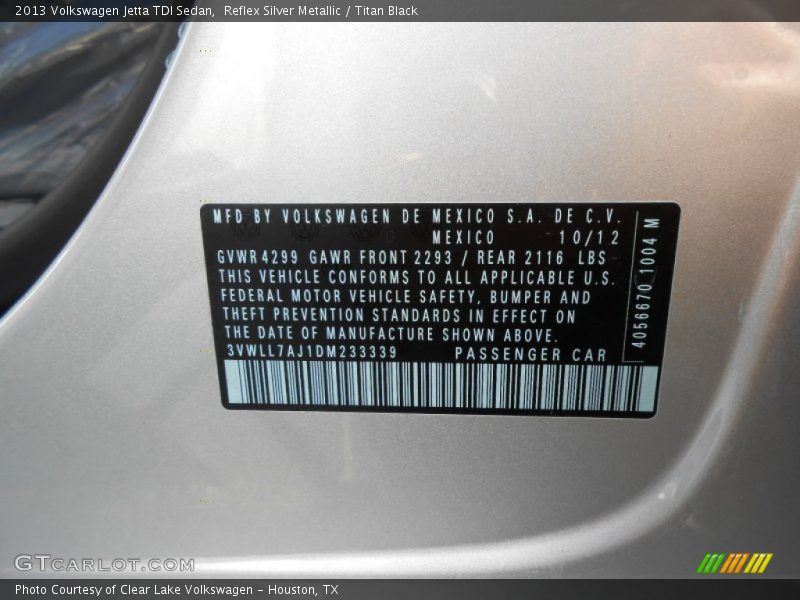 2013 Volkswagen Jetta TDI Sedan,  Reflex Silver Metallic / Titan Black
MFD BY VOLKSWAGEN DE MEXICO S.A. DE C.V.
MEXICO 10/12
GVWR 4299 GAWR FRONT 2293 / REAR 2116 LBS
THIS VEHICLE CONFORMS TO ALL APPLICABLE U.S.
FEDERAL MOTOR VEHICLE SAFETY, BUMPER AND
THEFT PREVENTION STANDARDS IN EFFECT ON
THE DATE OF MANUFACTURE SHOWN ABOVE.
3VWLL7AJ1DM233339 PASSENGER CAR
4056670 1004 M
GTCARLOT.COM
Photo Courtesy of Clear Lake Volkswagen - Houston, TX